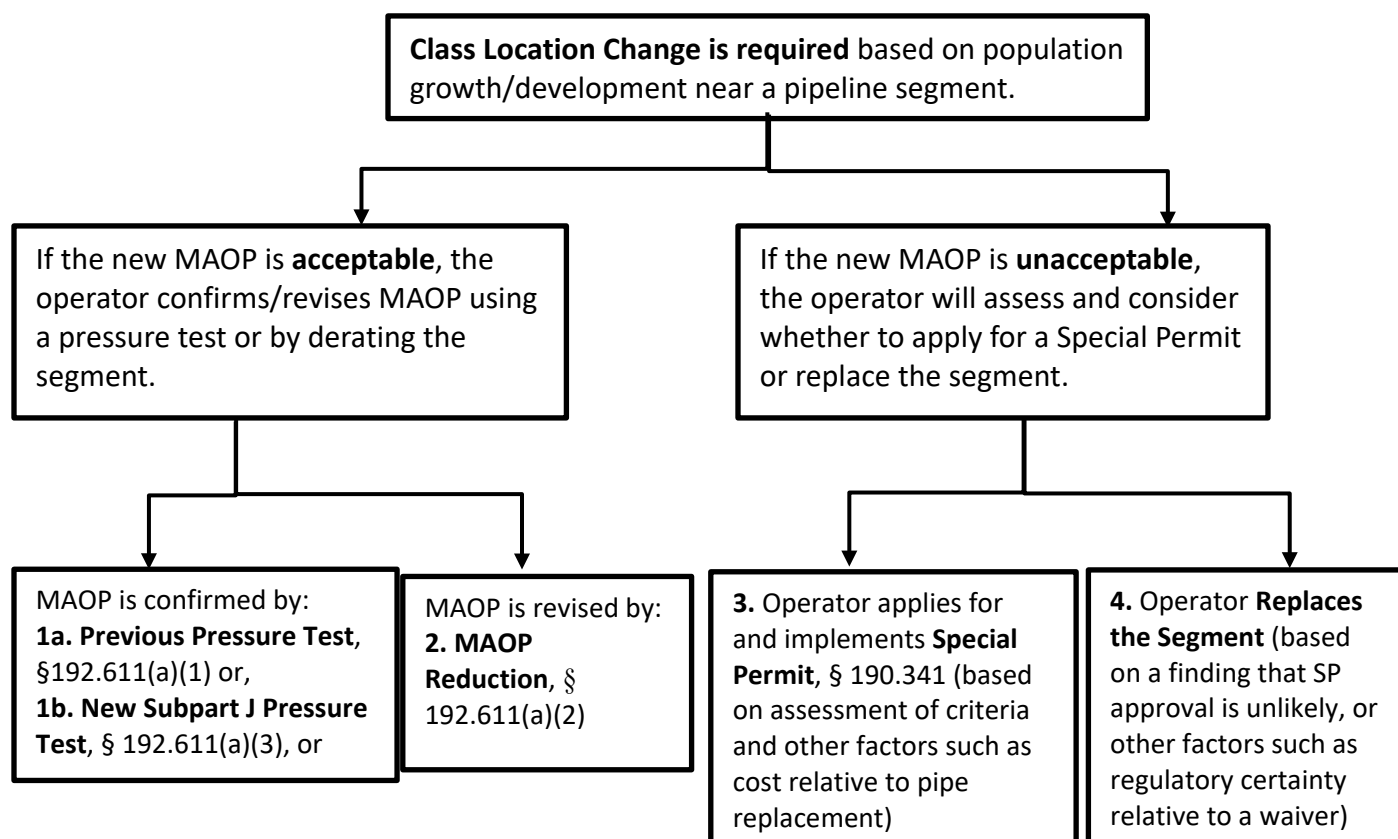 Class Location Change is required based on population
growth/development near a pipeline segment.
If the new MAOP is acceptable, the
operator confirms/revises MAOP using
a pressure test or by derating the
segment.
If the new MAOP is unacceptable,
the operator will assess and consider
whether to apply for a Special Permit
or replace the segment.
MAOP is confirmed by:
1a. Previous Pressure Test,
§192.611(a)(1) or,
1b. New Subpart J Pressure
Test, § 192.611(a)(3), or
MAOP is revised by:
2. MAOP
Reduction, §
192.611(a)(2)
3. Operator applies for
and implements Special
Permit, § 190.341 (based
on assessment of criteria
and other factors such as
cost relative to pipe
replacement)
4. Operator Replaces
the Segment (based
on a finding that SP
approval is unlikely, or
other factors such as
regulatory certainty
relative to a waiver)